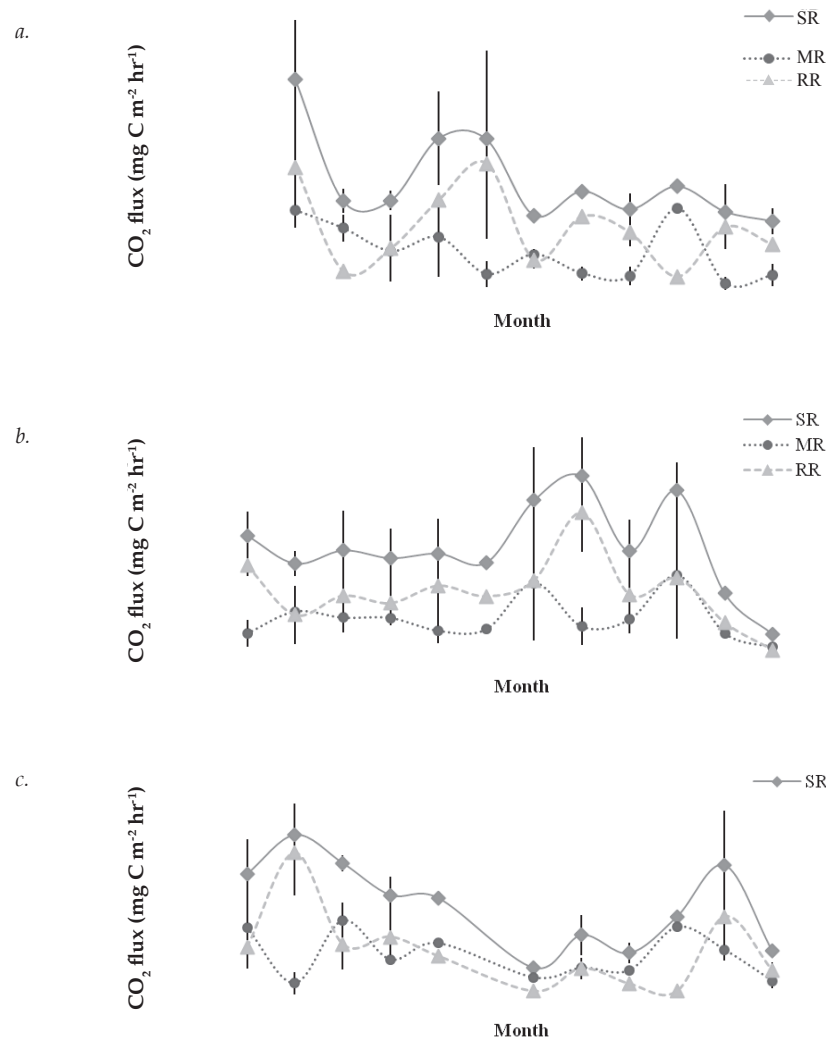 a.
SR
MR
RR
CO2 flux (mg C m-2 hr-1)
Month
b.
SR
MR
RR
CO2 flux (mg C m-2 hr-1)
Month
c.
SR
CO2 flux (mg C m-2 hr-1)
Month